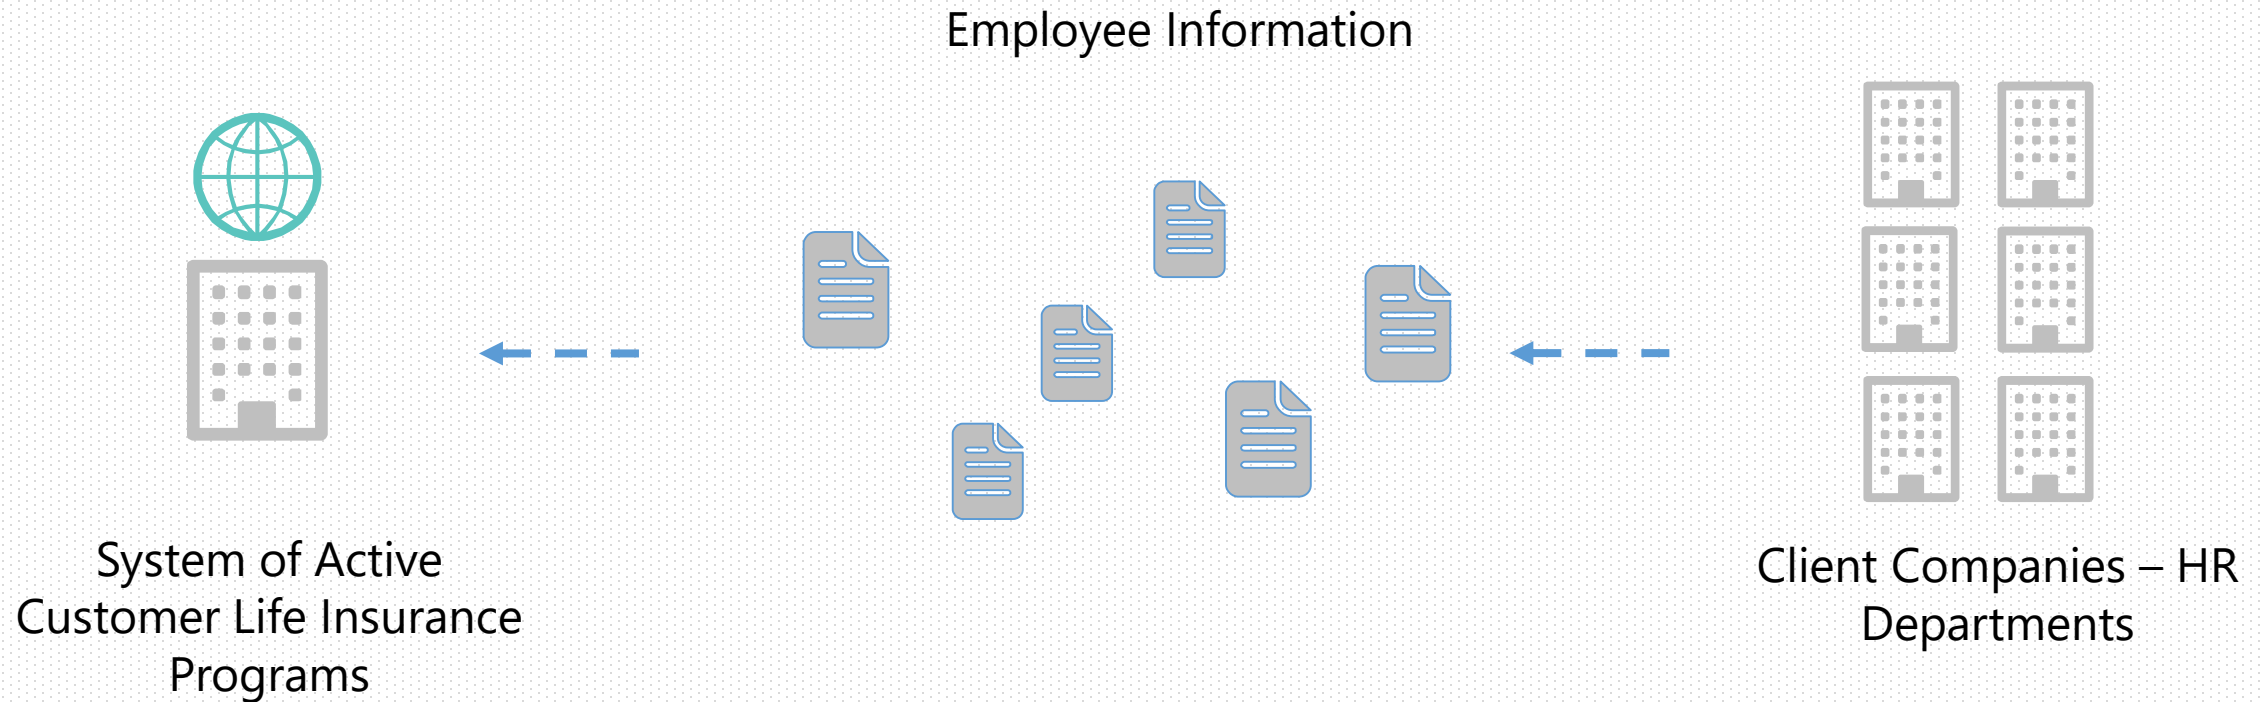 Employee Information
System of Active
Customer Life Insurance
Programs
Client Companies – HR
Departments